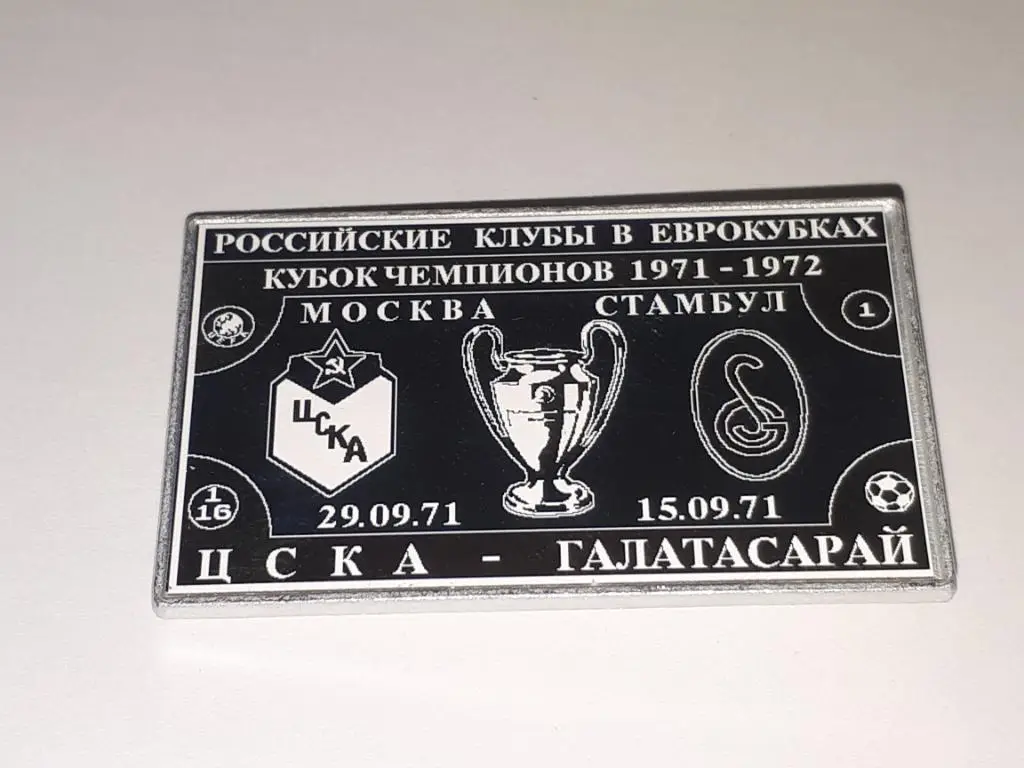 РОССИЙСКИЕ КЛУБЫ В ЕВРОКУБКАХ
КУБОК ЧЕМПИОНОВ 1971 - 1972
МОСКВА СТАМБУЛ
1
ЦСКА
SG
1
16
29.09.71 15.09.71
ЦСКА - ГАЛАТАСАРАЙ